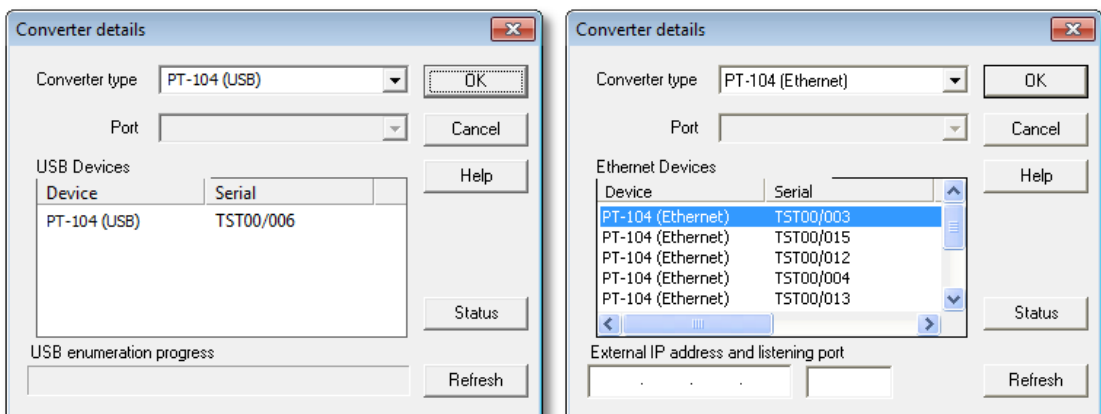 Converter details
Converter type PT-104 (USB) OK
Port Cancel
USB Devices
Help
Device Serial
PT-104 (USB) TST00/006
Status
USB enumeration progress
Refresh
Converter details
Converter type PT-104 (Ethernet) OK
Port Cancel
Ethernet Devices
Help
Device Serial
PT-104 (Ethernet) TST00/003
PT-104 (Ethernet) TST00/015
PT-104 (Ethernet) TST00/012
PT-104 (Ethernet) TST00/004
PT-104 (Ethernet) TST00/013
Status
External IP address and listening port
. . .
Refresh